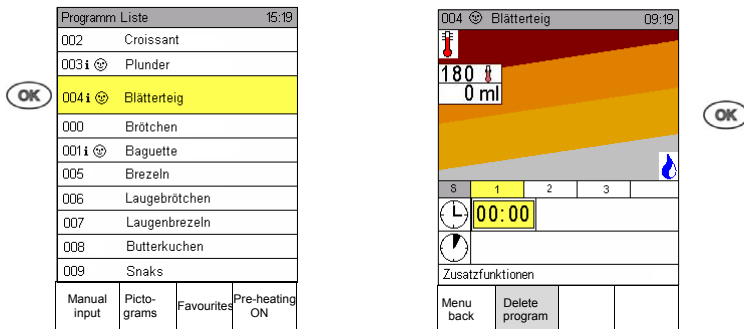 Programm Liste 15:19
002 Croissant
003 i Plunder
OK
004 i Blätterteig
000 Brötchen
001 i Baguette
005 Brezeln
006 Laugebrötchen
007 Laugenbrezeln
008 Butterkuchen
009 Snaks
Manual input
Picto-grams
Favourites
Pre-heating ON
004 Blätterteig 09:19
180
0 ml
OK
S 1 2 3
00:00
Zusatzfunktionen
Menu back
Delete program